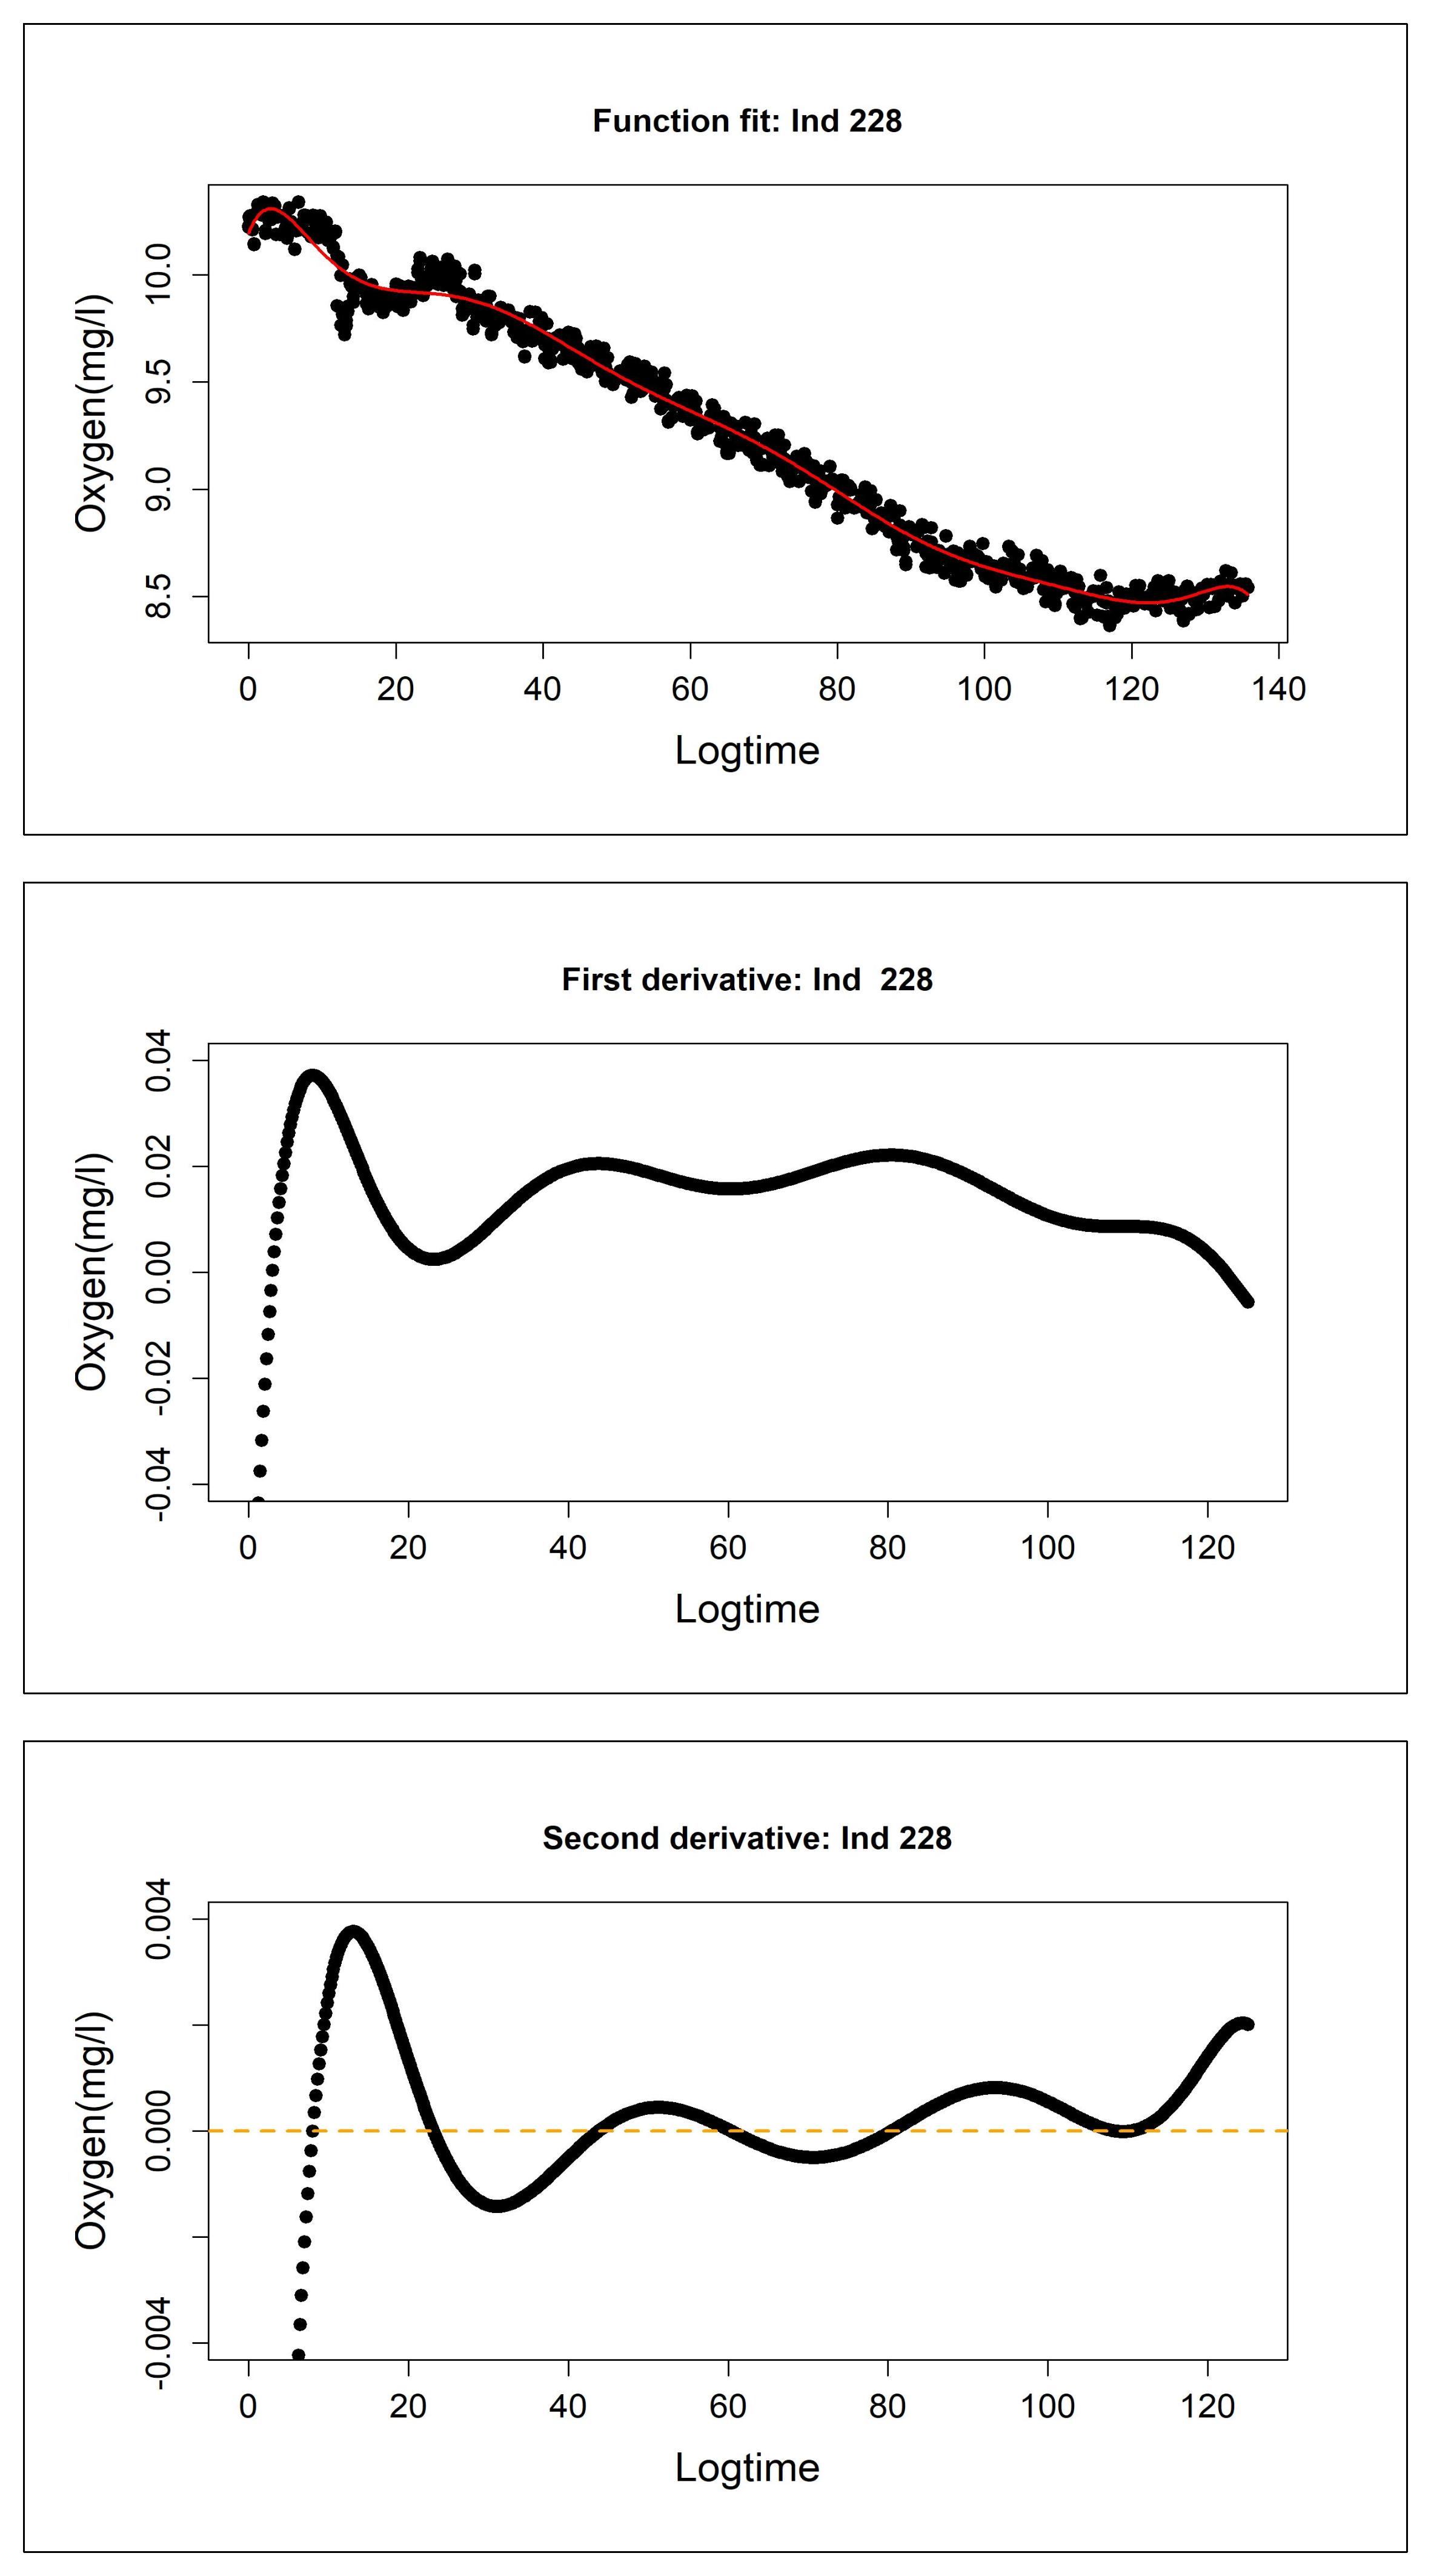 Function fit: Ind 228
Oxygen(mg/l)
10.0
9.5
9.0
8.5
0 20 40 60 80 100 120 140
Logtime
First derivative: Ind  228
Oxygen(mg/l)
0.04
0.02
0.00
-0.02
-0.04
0 20 40 60 80 100 120
Logtime
Second derivative: Ind 228
Oxygen(mg/l)
0.004
0.000
-0.004
0 20 40 60 80 100 120
Logtime